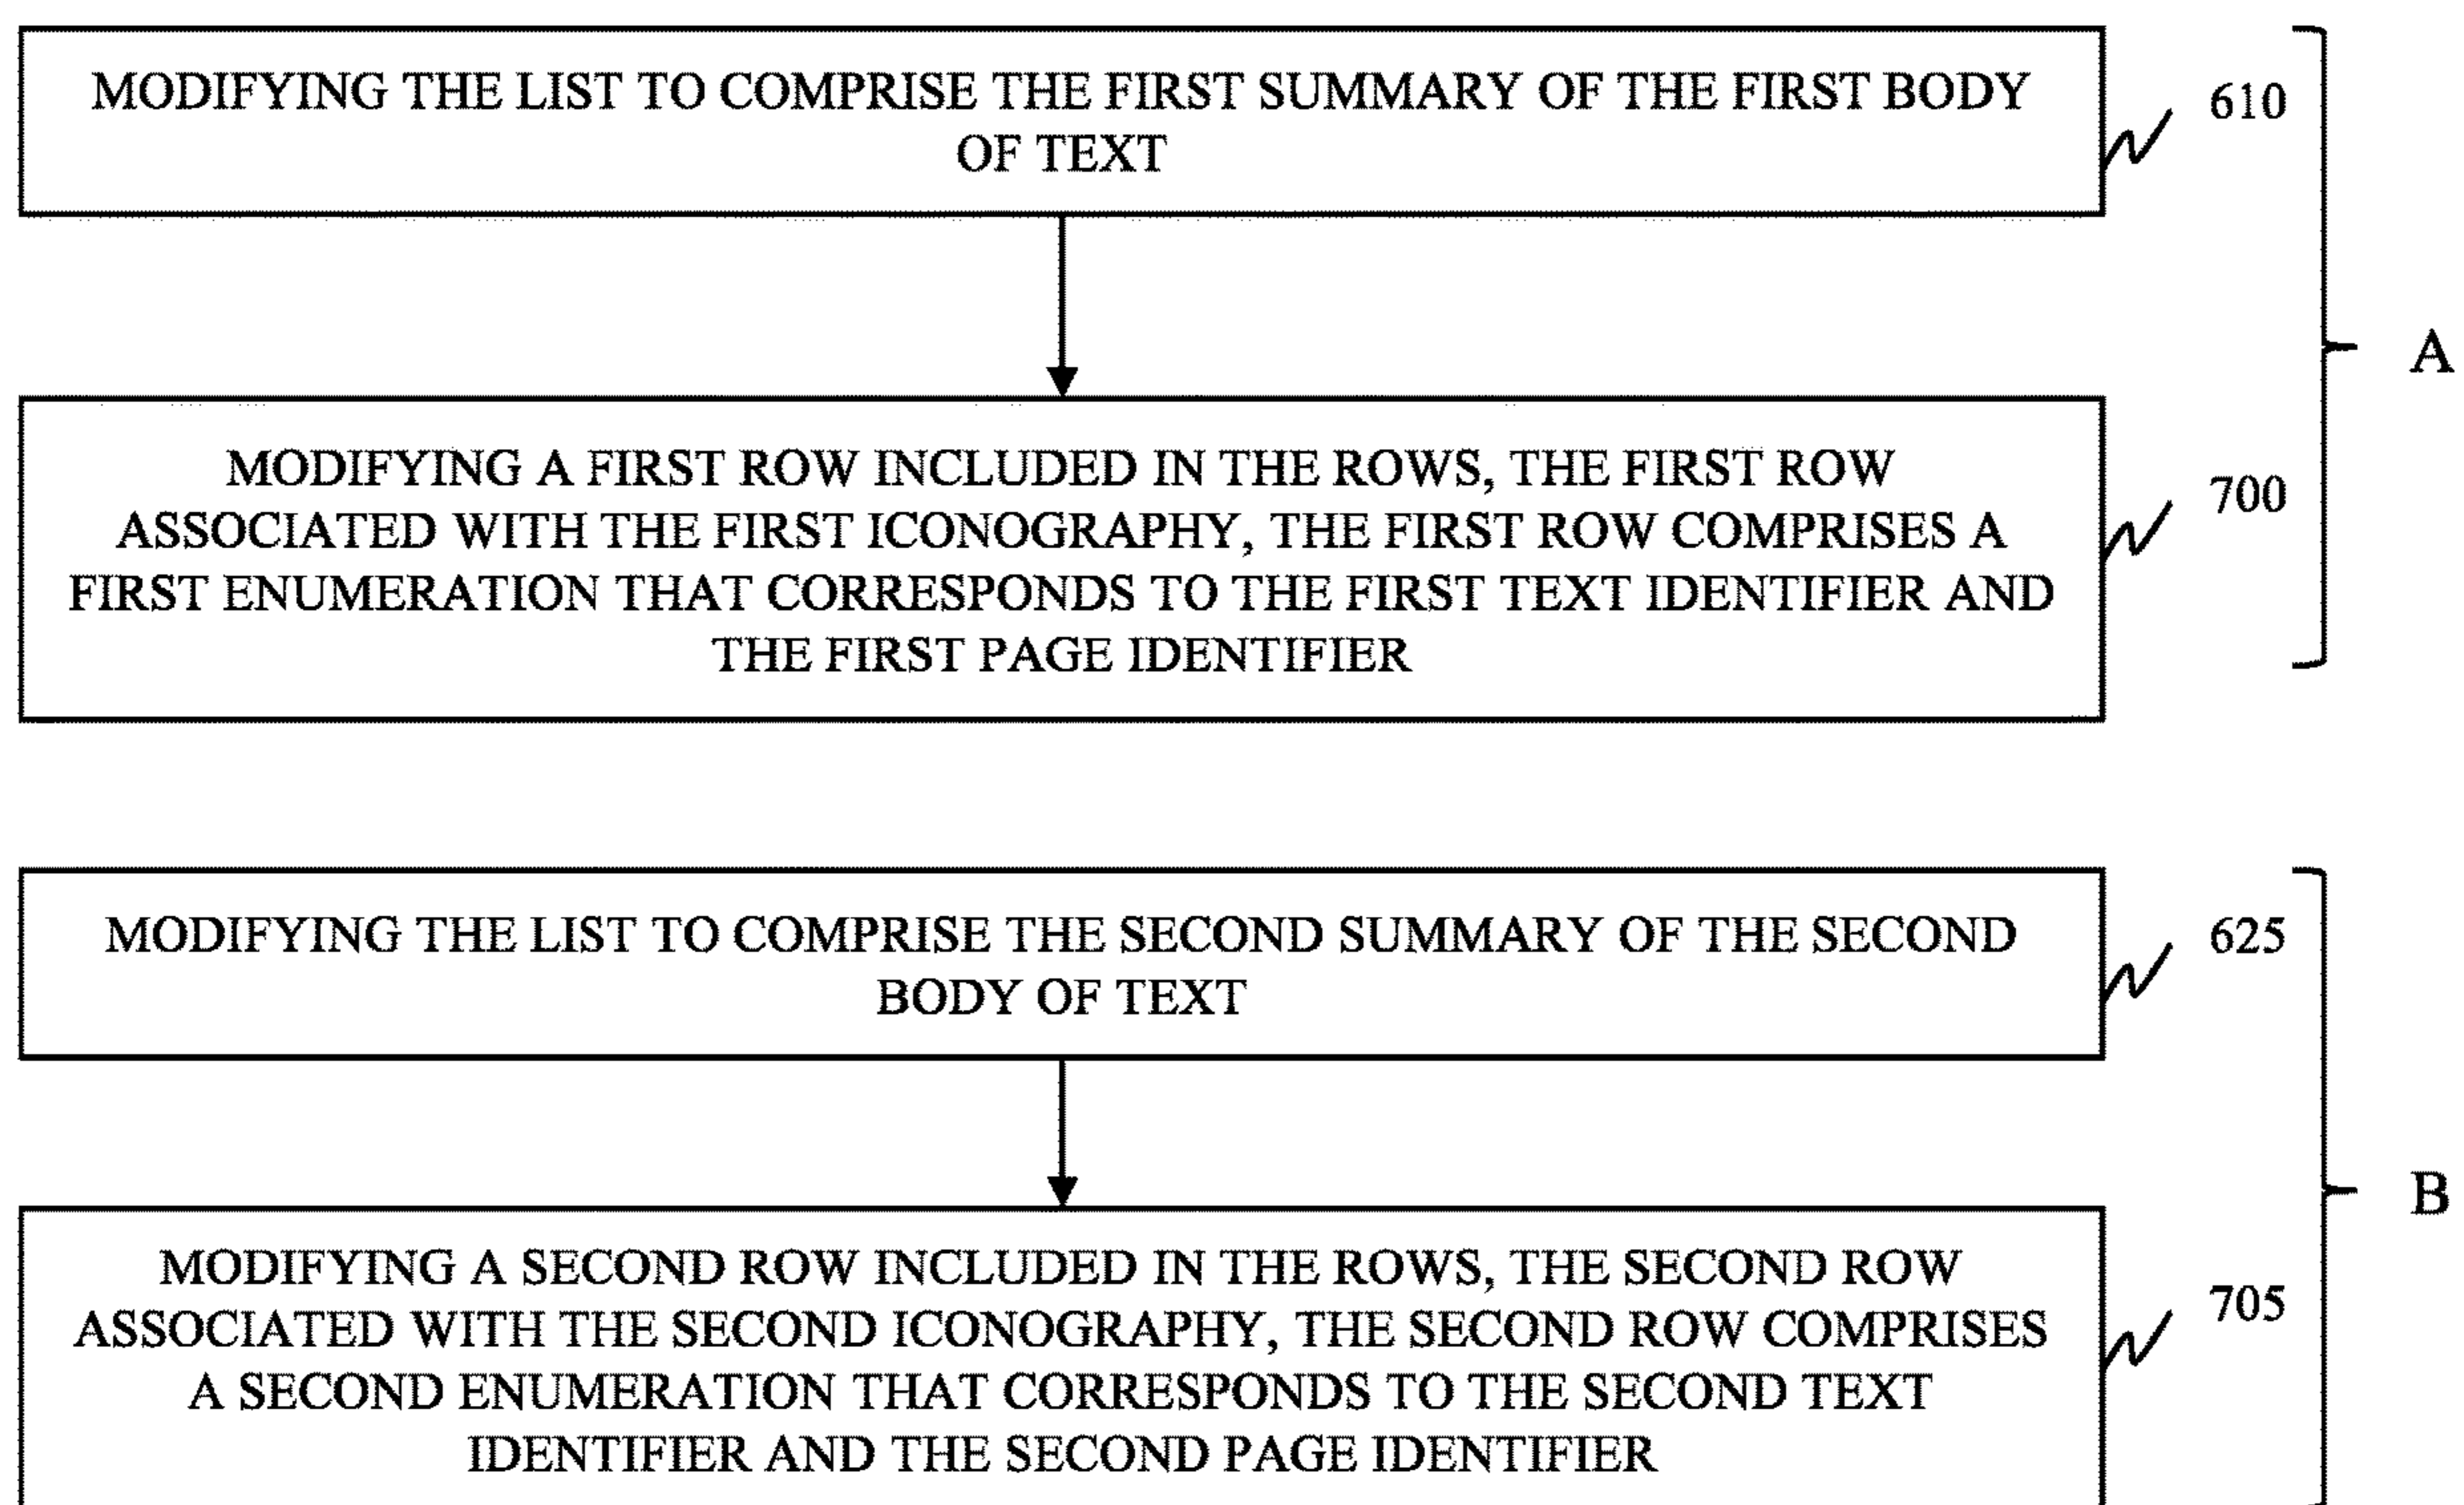 MODIFYING THE LIST TO COMPRISE THE FIRST SUMMARY OF THE FIRST BODY
OF TEXT
610
A
MODIFYING A FIRST ROW INCLUDED IN THE ROWS, THE FIRST ROW
ASSOCIATED WITH THE FIRST ICONOGRAPHY, THE FIRST ROW COMPRISES A
FIRST ENUMERATION THAT CORRESPONDS TO THE FIRST TEXT IDENTIFIER AND
THE FIRST PAGE IDENTIFIER
700
MODIFYING THE LIST TO COMPRISE THE SECOND SUMMARY OF THE SECOND
BODY OF TEXT
625
B
MODIFYING A SECOND ROW INCLUDED IN THE ROWS, THE SECOND ROW
ASSOCIATED WITH THE SECOND ICONOGRAPHY, THE SECOND ROW COMPRISES
A SECOND ENUMERATION THAT CORRESPONDS TO THE SECOND TEXT
IDENTIFIER AND THE SECOND PAGE IDENTIFIER
705